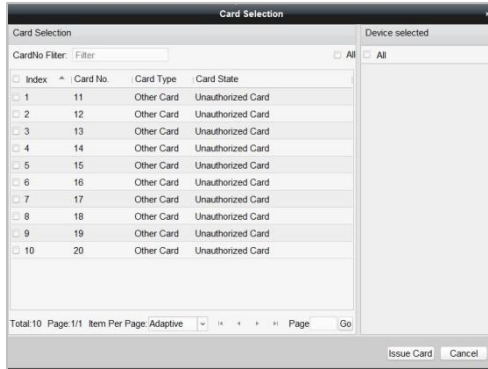 Card Selection
Card Selection
Device selected
CardNo Fliter: Filter
All
All
Index Card No. Card Type Card State
1 11 Other Card Unauthorized Card
2 12 Other Card Unauthorized Card
3 13 Other Card Unauthorized Card
4 14 Other Card Unauthorized Card
5 15 Other Card Unauthorized Card
6 16 Other Card Unauthorized Card
7 17 Other Card Unauthorized Card
8 18 Other Card Unauthorized Card
9 19 Other Card Unauthorized Card
10 20 Other Card Unauthorized Card
Total:10 Page:1/1 Item Per Page: Adaptive Page Go
Issue Card Cancel